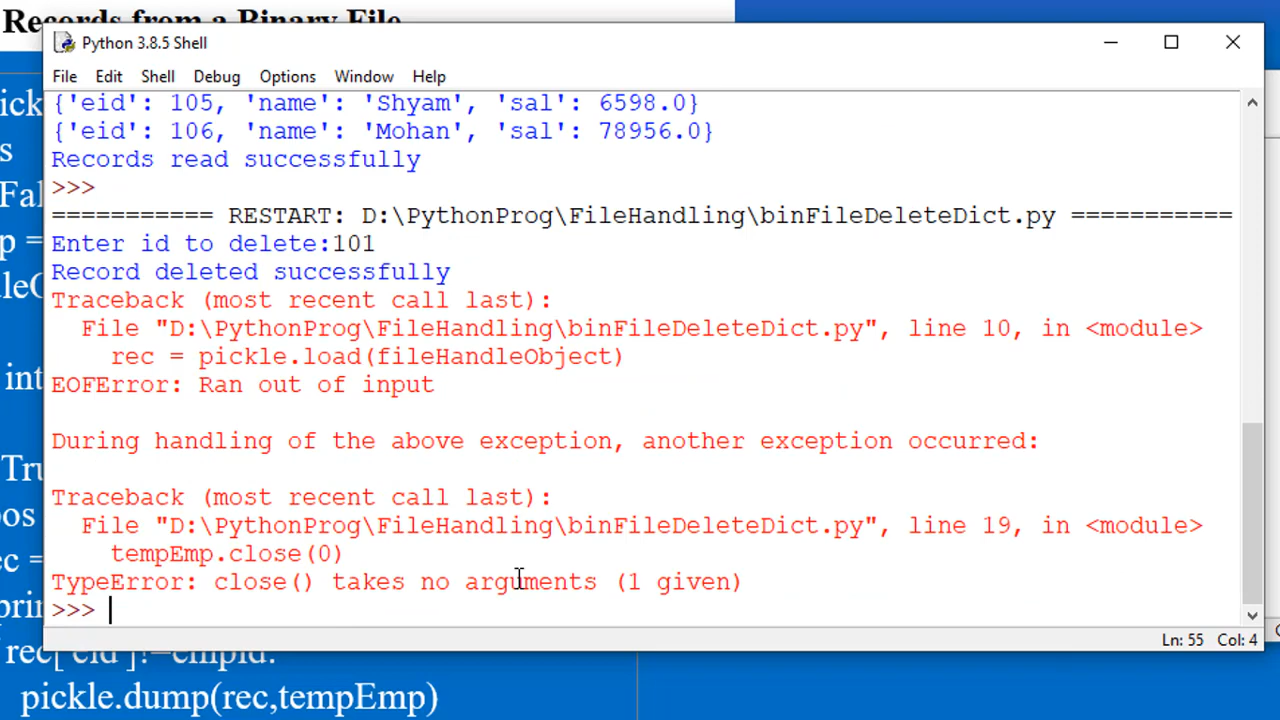 Records from a Binary File
Python 3.8.5 Shell
File Edit Shell Debug Options Window Help
{'eid': 105, 'name': 'Shyam', 'sal': 6598.0}
{'eid': 106, 'name': 'Mohan', 'sal': 78956.0}
Records read successfully
>>>
=========== RESTART: D:\PythonProg\FileHandling\binFileDeleteDict.py ===========
Enter id to delete:101
Record deleted successfully
Traceback (most recent call last):
File "D:\PythonProg\FileHandling\binFileDeleteDict.py", line 10, in <module>
rec = pickle.load(fileHandleObject)
EOFError: Ran out of input
During handling of the above exception, another exception occurred:
Traceback (most recent call last):
File "D:\PythonProg\FileHandling\binFileDeleteDict.py", line 19, in <module>
tempEmp.close(0)
TypeError: close() takes no arguments (1 given)
>>>
Ln: 55 Col: 4
pick
s
Fal
p =
leO
int
Tru
pos
ec =
prin
rec['eid']!=empid:
pickle.dump(rec,tempEmp)